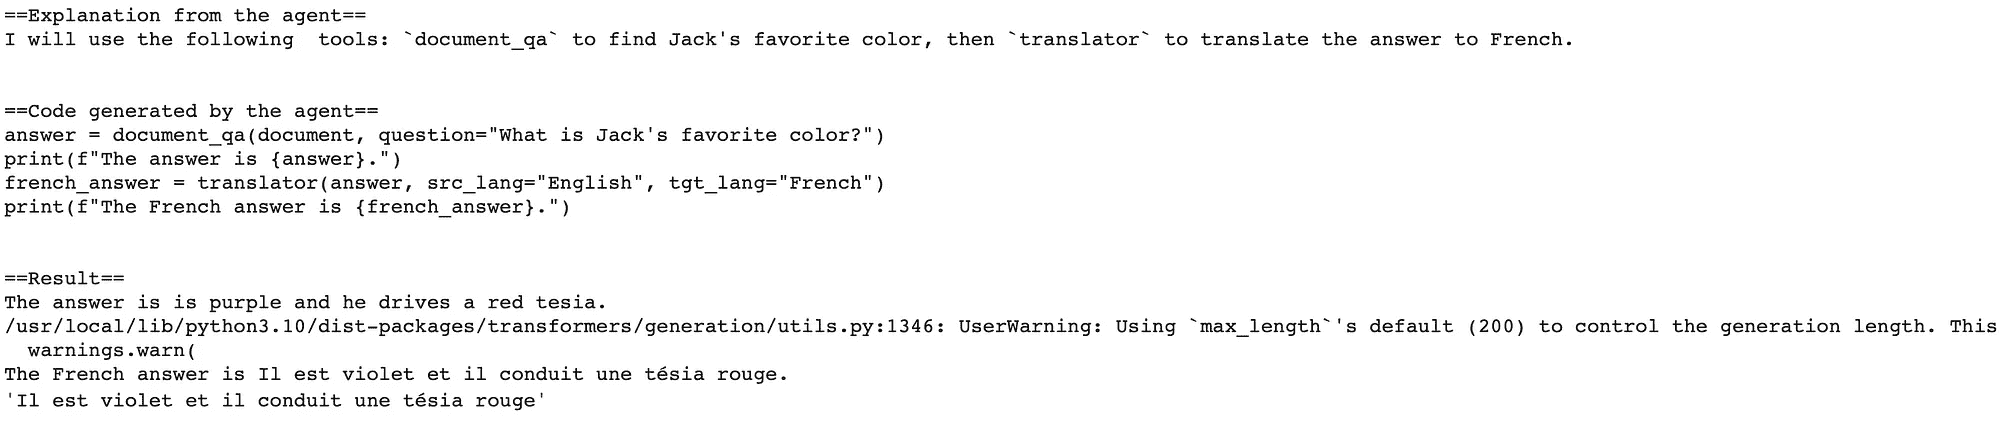 ==Explanation from the agent==
I will use the following  tools: `document_qa` to find Jack's favorite color, then `translator` to translate the answer to French.
==Code generated by the agent==
answer = document_qa(document, question="What is Jack's favorite color?")
print(f"The answer is {answer}.")
french_answer = translator(answer, src_lang="English", tgt_lang="French")
print(f"The French answer is {french_answer}.")
==Result==
The answer is is purple and he drives a red tesia.
/usr/local/lib/python3.10/dist-packages/transformers/generation/utils.py:1346: UserWarning: Using `max_length`'s default (200) to control the generation length. This
  warnings.warn(
The French answer is Il est violet et il conduit une tésia rouge.
'Il est violet et il conduit une tésia rouge'